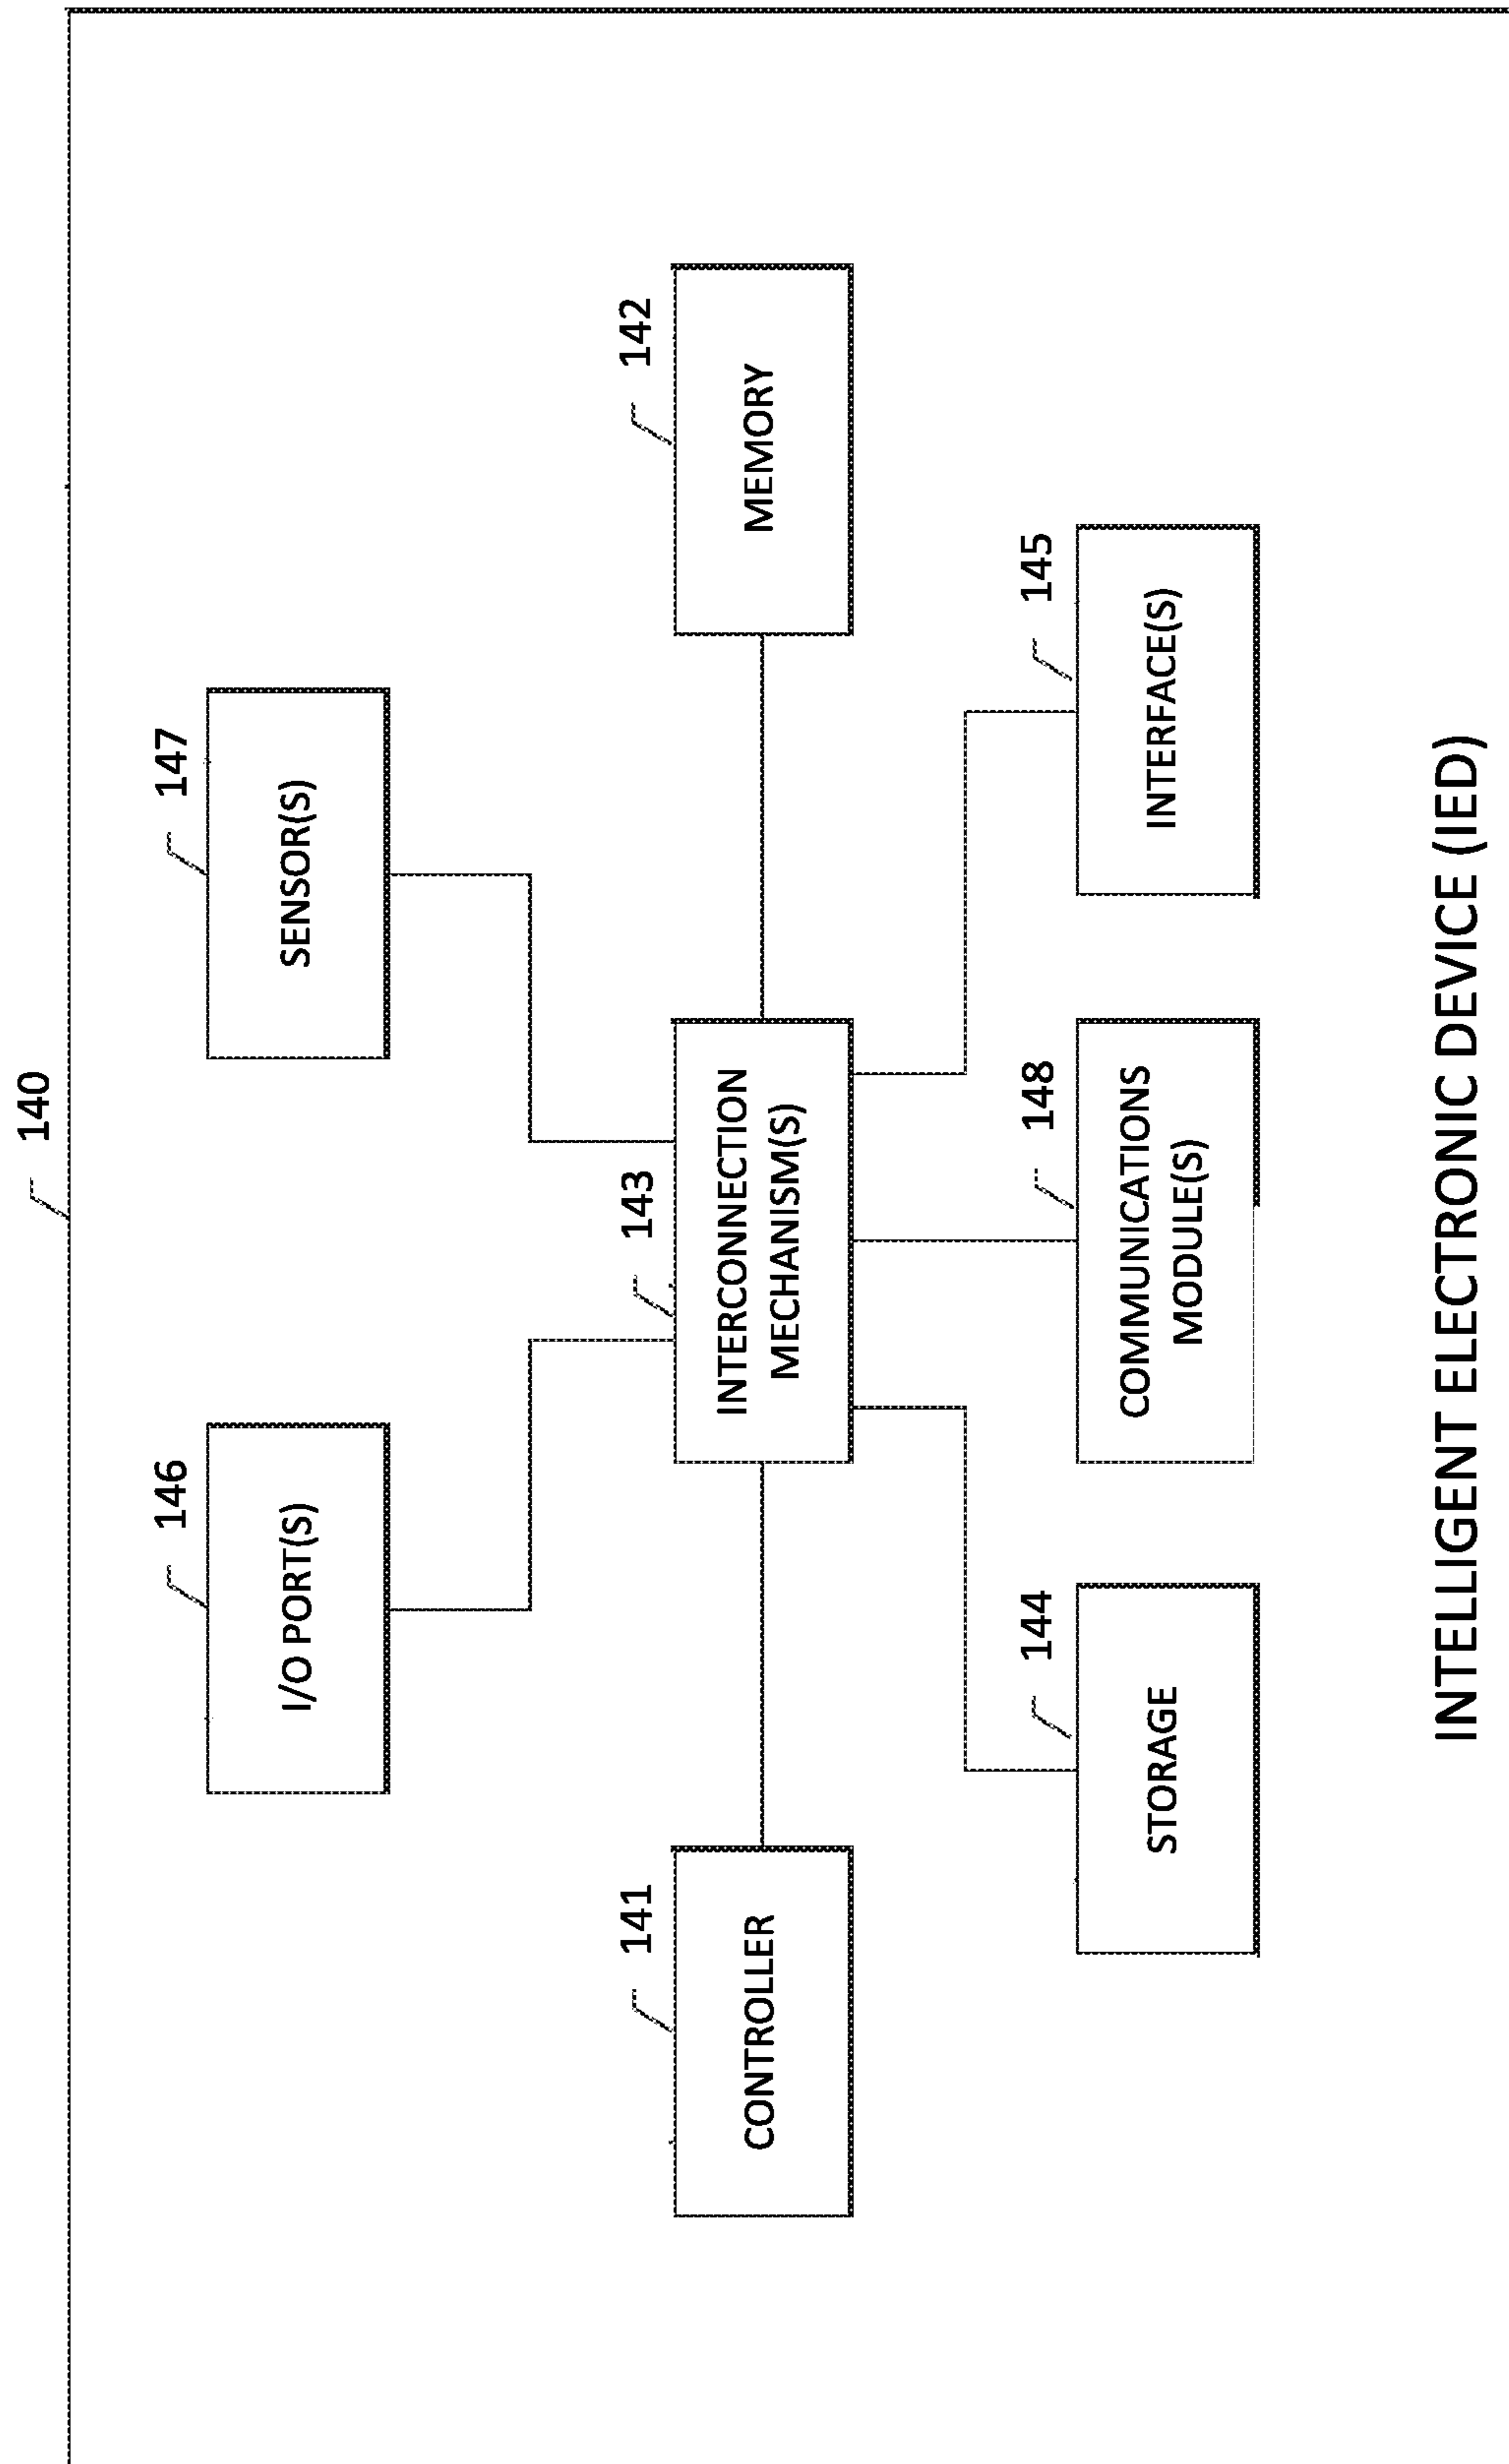 140
146
I/O PORT(S)
147
SENSOR(S)
141
CONTROLLER
143
INTERCONNECTION
MECHANISM(S)
142
MEMORY
144
STORAGE
148
COMMUNICATIONS
MODULE(S)
145
INTERFACE(S)
INTELLIGENT ELECTRONIC DEVICE (IED)